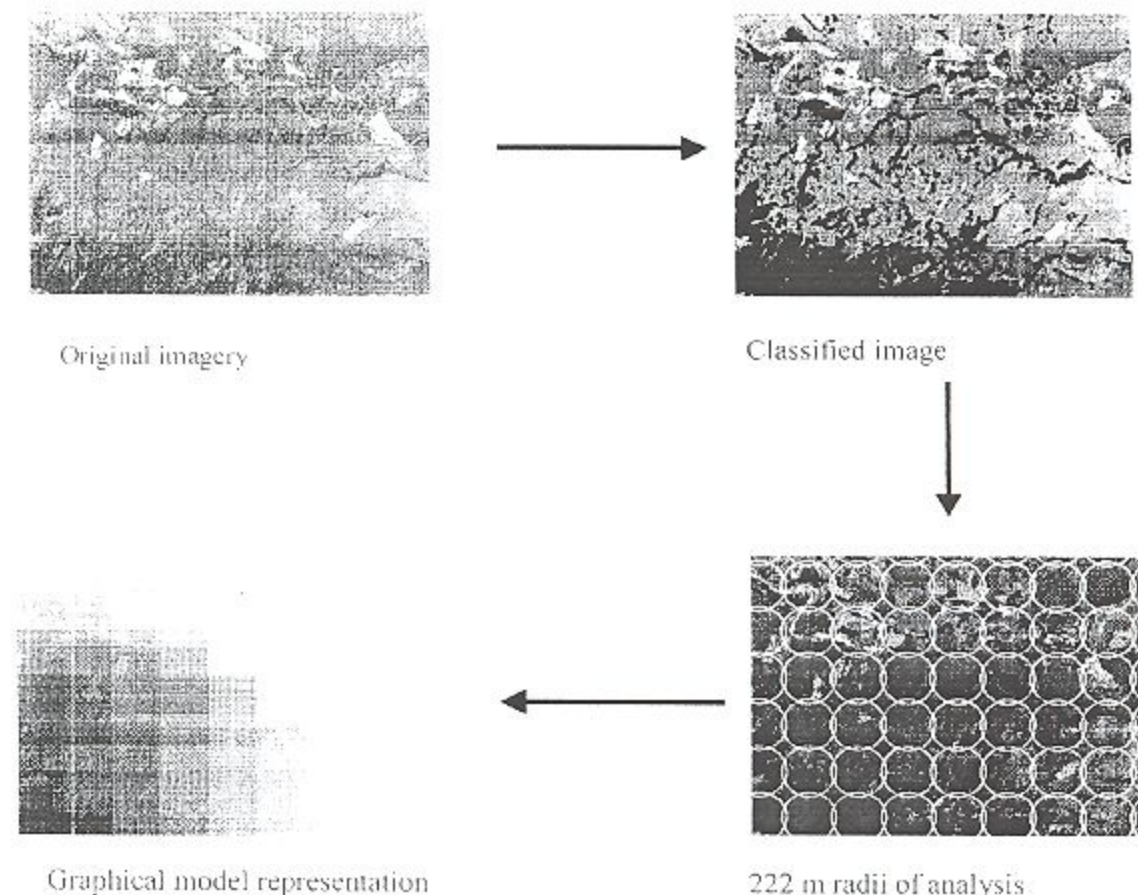 Original imagery
Classified image
Graphical model representation
222 m radii of analysis